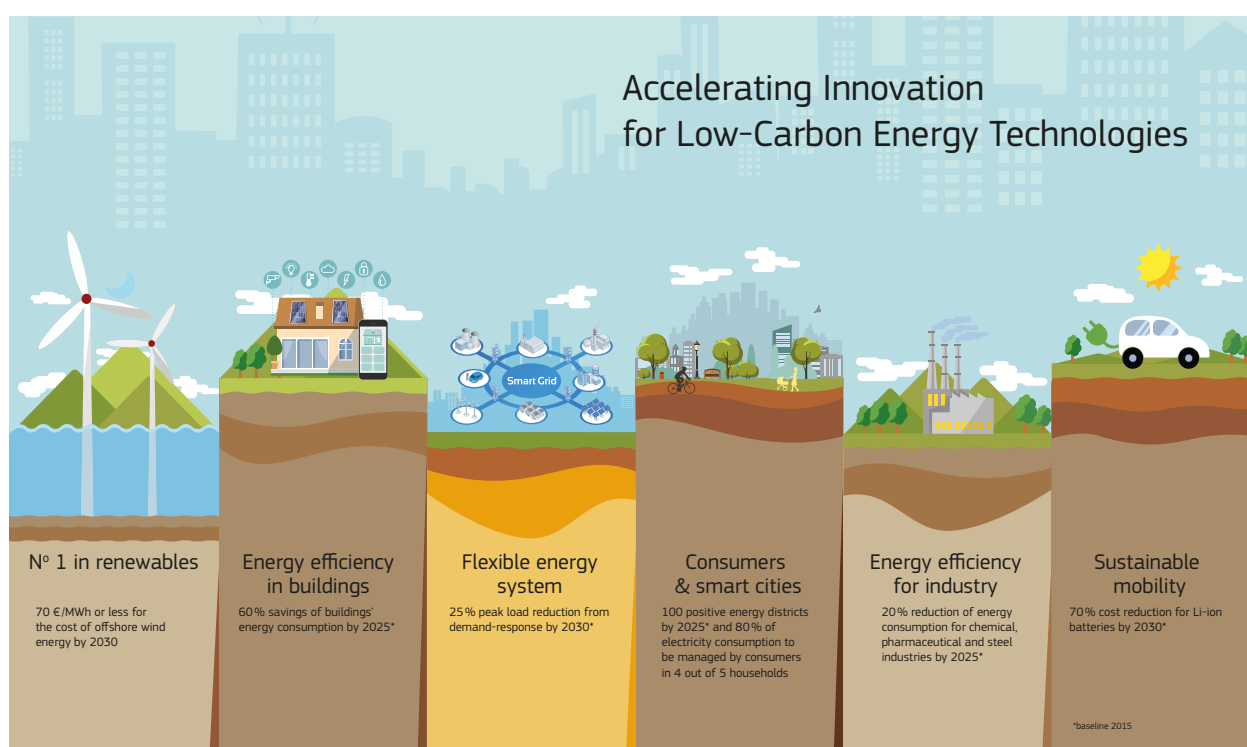 Accelerating Innovation
for Low-Carbon Energy Technologies
Smart Grid
Nº 1 in renewables
70 €/MWh or less for
the cost of offshore wind
energy by 2030
Energy efficiency
in buildings
60% savings of buildings'
energy consumption by 2025*
Flexible energy
system
25% peak load reduction from
demand-response by 2030*
Consumers
& smart cities
100 positive energy districts
by 2025* and 80% of
electricity consumption to
be managed by consumers
in 4 out of 5 households
Energy efficiency
for industry
20% reduction of energy
consumption for chemical,
pharmaceutical and steel
industries by 2025*
Sustainable
mobility
70% cost reduction for Li-ion
batteries by 2030*
*baseline 2015